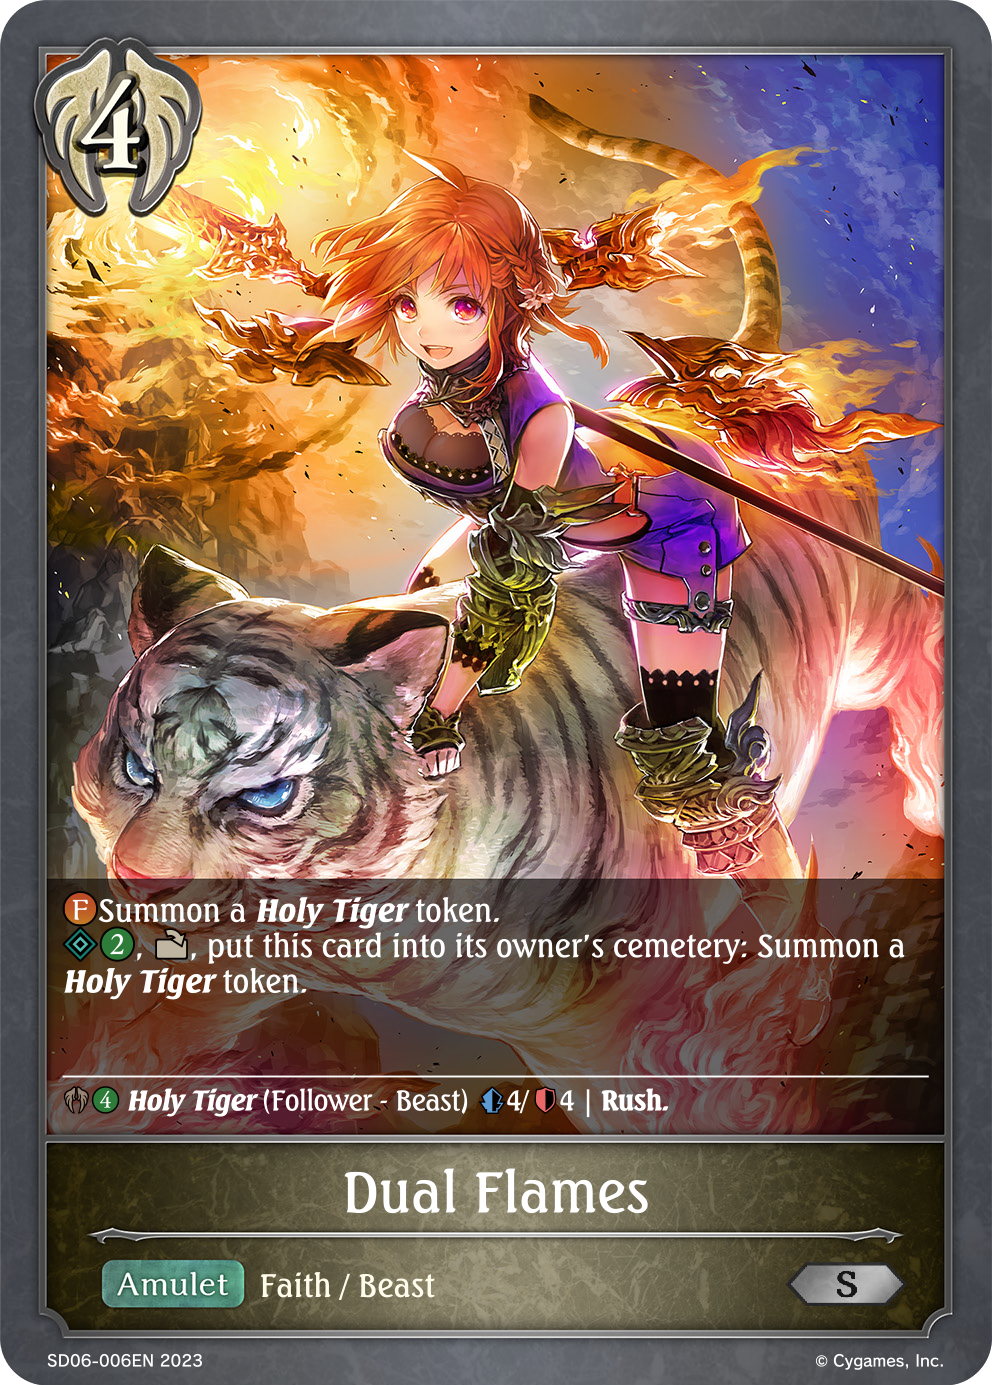 4
F Summon a Holy Tiger token.
2, , put this card into its owner's cemetery: Summon a
Holy Tiger token.
4 Holy Tiger (Follower - Beast) 4/ 4 | Rush.
Dual Flames
Amulet Faith / Beast
S
SD06-006EN 2023
© Cygames, Inc.